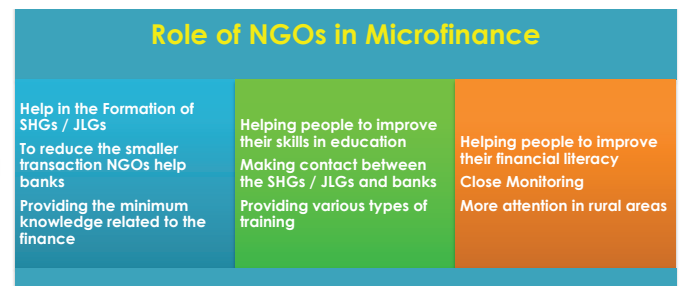 Role of NGOs in Microfinance
Help in the Formation of
SHGs / JLGs
To reduce the smaller
transaction NGOs help
banks
Providing the minimum
knowledge related to the
finance
Helping people to improve
their skills in education
Making contact between
the SHGs / JLGs and banks
Providing various types of
training
Helping people to improve
their financial literacy
Close Monitoring
More attention in rural areas